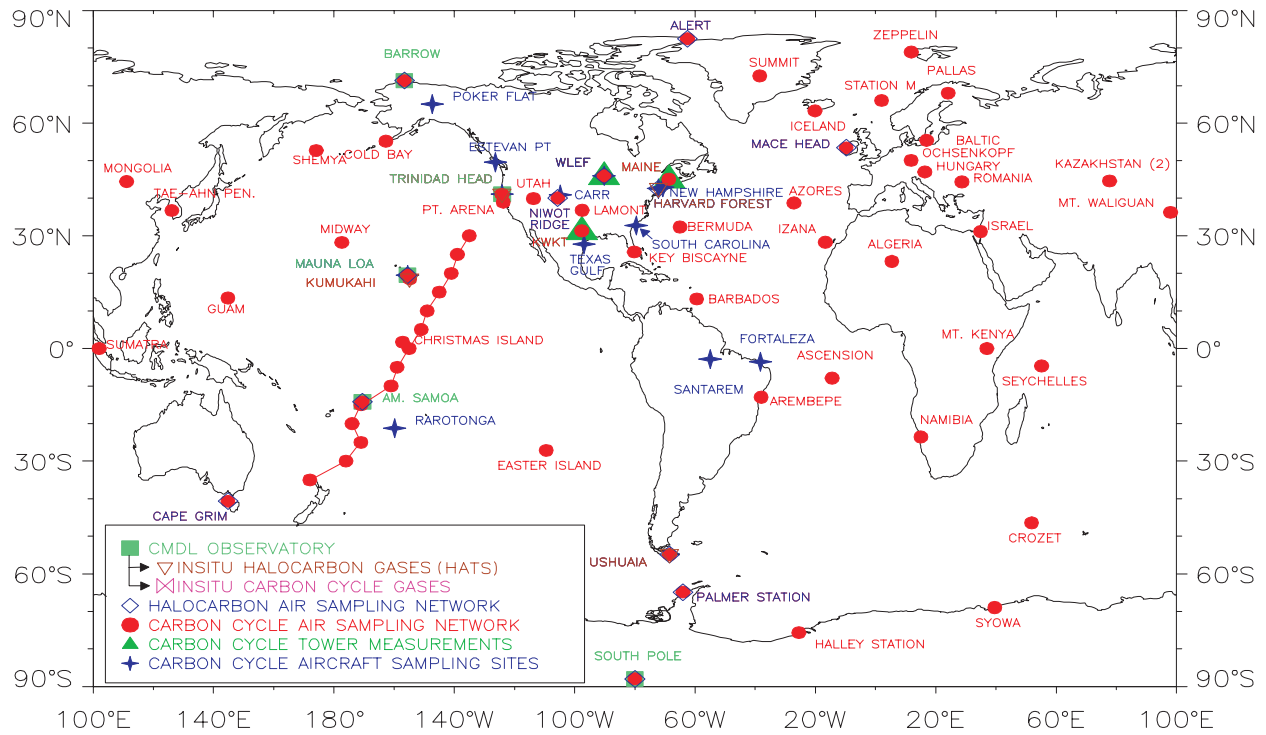 90°N
90°N
ALERT
ZEPPELIN
BARROW
SUMMIT
PALLAS
STATION M
POKER FLAT
ICELAND
60°N
60°N
SHEMYA
COLD BAY
ESTEVAN PT
MACE HEAD
BALTIC
OCHSENKOPF
MONGOLIA
WLEF
MAINE
HUNGARY
KAZAKHSTAN (2)
TRINIDAD HEAD
UTAH
CARR
NEW HAMPSHIRE
AZORES
ROMANIA
TAE-AHN PEN.
HARVARD FOREST
MT. WALIGUAN
PT. ARENA
NIWOT
RIDGE
LAMONT
MIDWAY
BERMUDA
IZANA
ISRAEL
30°N
30°N
KWKT
SOUTH CAROLINA
ALGERIA
MAUNA LOA
TEXAS
GULF
KEY BISCAYNE
KUMUKAHI
GUAM
BARBADOS
CHRISTMAS ISLAND
FORTALEZA
MT. KENYA
0°
0°
SUMATRA
ASCENSION
SANTAREM
SEYCHELLES
AM. SAMOA
AREMBEPE
RAROTONGA
NAMIBIA
30°S
30°S
EASTER ISLAND
CAPE GRIM
CROZET
CMDL OBSERVATORY
INSITU HALOCARBON GASES (HATS)
INSITU CARBON CYCLE GASES
HALOCARBON AIR SAMPLING NETWORK
CARBON CYCLE AIR SAMPLING NETWORK
CARBON CYCLE TOWER MEASUREMENTS
CARBON CYCLE AIRCRAFT SAMPLING SITES
USHUAIA
60°S
60°S
PALMER STATION
SYOWA
HALLEY STATION
SOUTH POLE
90°S
90°S
100°E 140°E 180° 140°W 100°W 60°W 20°W 20°E 60°E 100°E